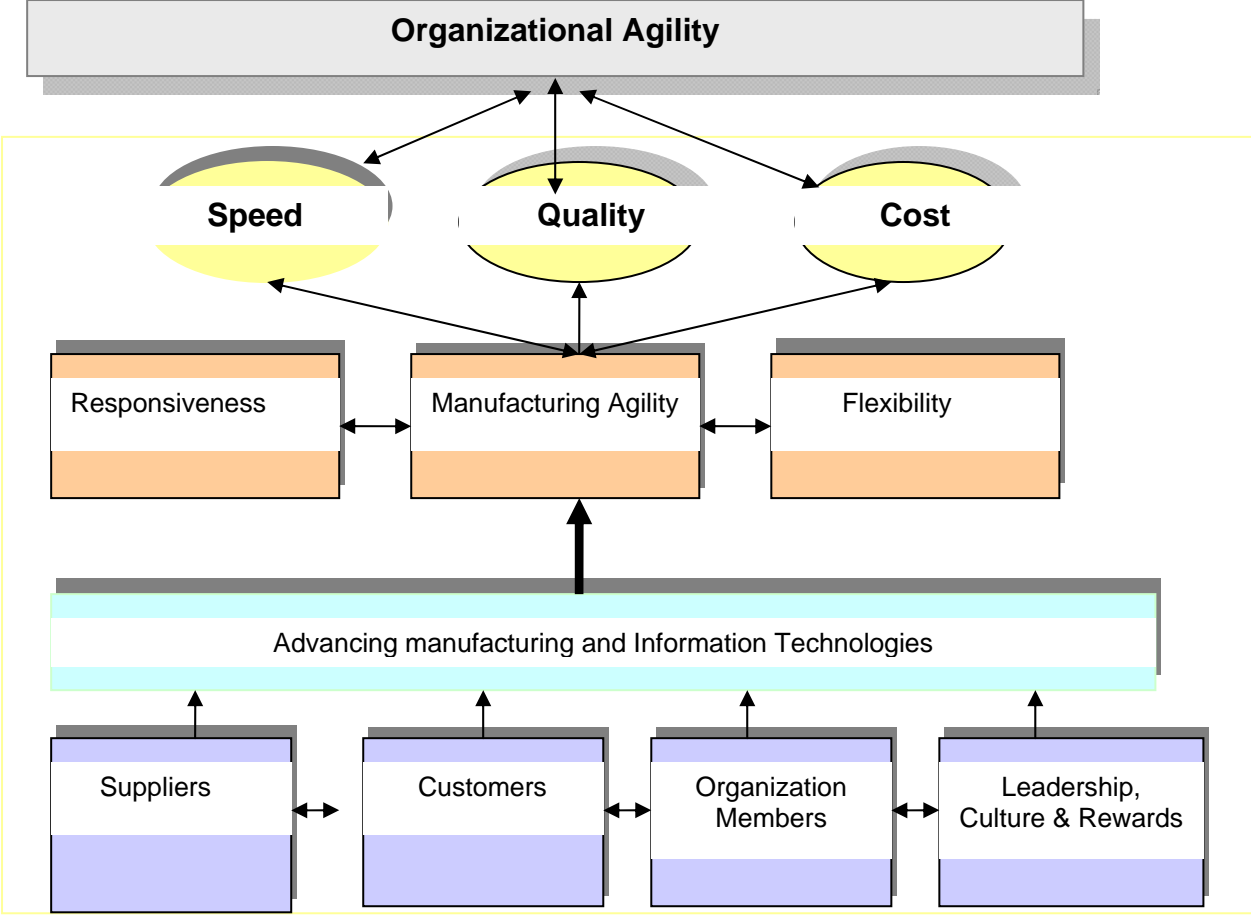 Organizational Agility
Speed
Quality
Cost
Responsiveness
Manufacturing Agility
Flexibility
Advancing manufacturing and Information Technologies
Suppliers
Customers
Organization
Members
Leadership,
Culture & Rewards